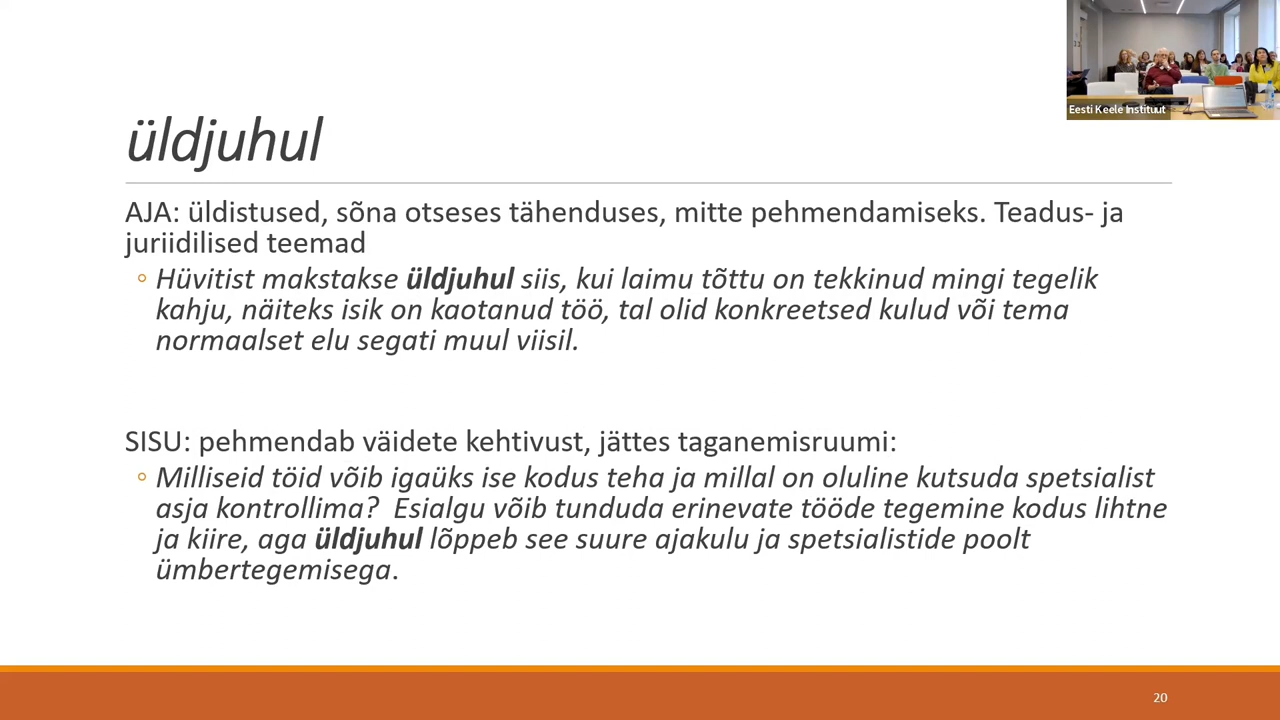 Eesti Keele Instituut
üldjuhul
AJA: üldistused, sõna otseses tähenduses, mitte pehmendamiseks. Teadus- ja
juriidilised teemad
◦ Hüvitist makstakse üldjuhul siis, kui laimu tõttu on tekkinud mingi tegelik
kahju, näiteks isik on kaotanud töö, tal olid konkreetsed kulud või tema
normaalset elu segati muul viisil.
SISU: pehmendab väidete kehtivust, jättes taganemisruumi:
◦ Milliseid töid võib igaüks ise kodus teha ja millal on oluline kutsuda spetsialist
asja kontrollima?  Esialgu võib tunduda erinevate tööde tegemine kodus lihtne
ja kiire, aga üldjuhul lõppeb see suure ajakulu ja spetsialistide poolt
ümbertegemisega.
20